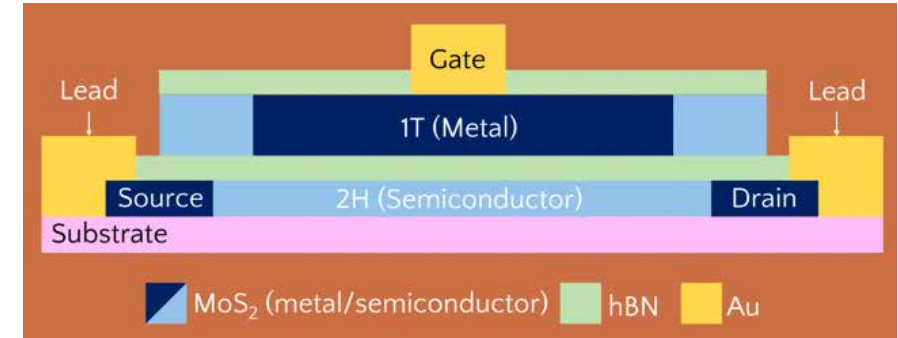 Gate
Lead
Lead
1T (Metal)
Source
2H (Semiconductor)
Drain
Substrate
MoS₂ (metal/semiconductor)
hBN
Au